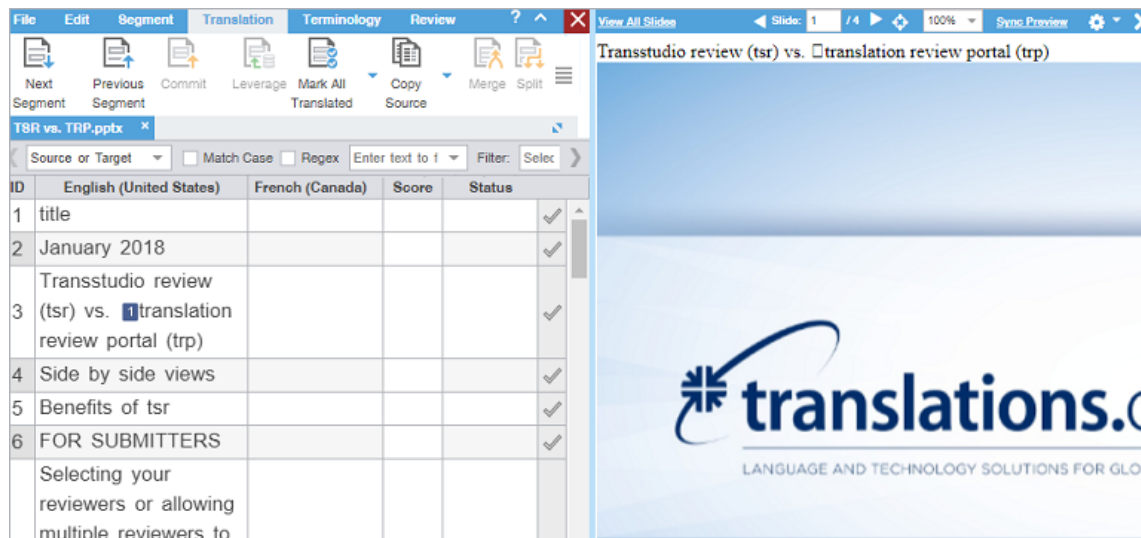 File Edit Segment Translation Terminology Review ?
Next Segment
Previous Segment
Commit
Leverage
Mark All Translated
Copy Source
Merge
Split
TSR vs. TRP.pptx ×
Source or Target Match Case Regex Enter text to f Filter: Selec
ID English (United States) French (Canada) Score Status
1 title
2 January 2018
3 Transstudio review
(tsr) vs. 1translation
review portal (trp)
4 Side by side views
5 Benefits of tsr
6 FOR SUBMITTERS
Selecting your
reviewers or allowing
multiple reviewers to
View All Slides Slide: 1 / 4 100% Sync Preview
Transstudio review (tsr) vs. □translation review portal (trp)
translations.c
LANGUAGE AND TECHNOLOGY SOLUTIONS FOR GLO